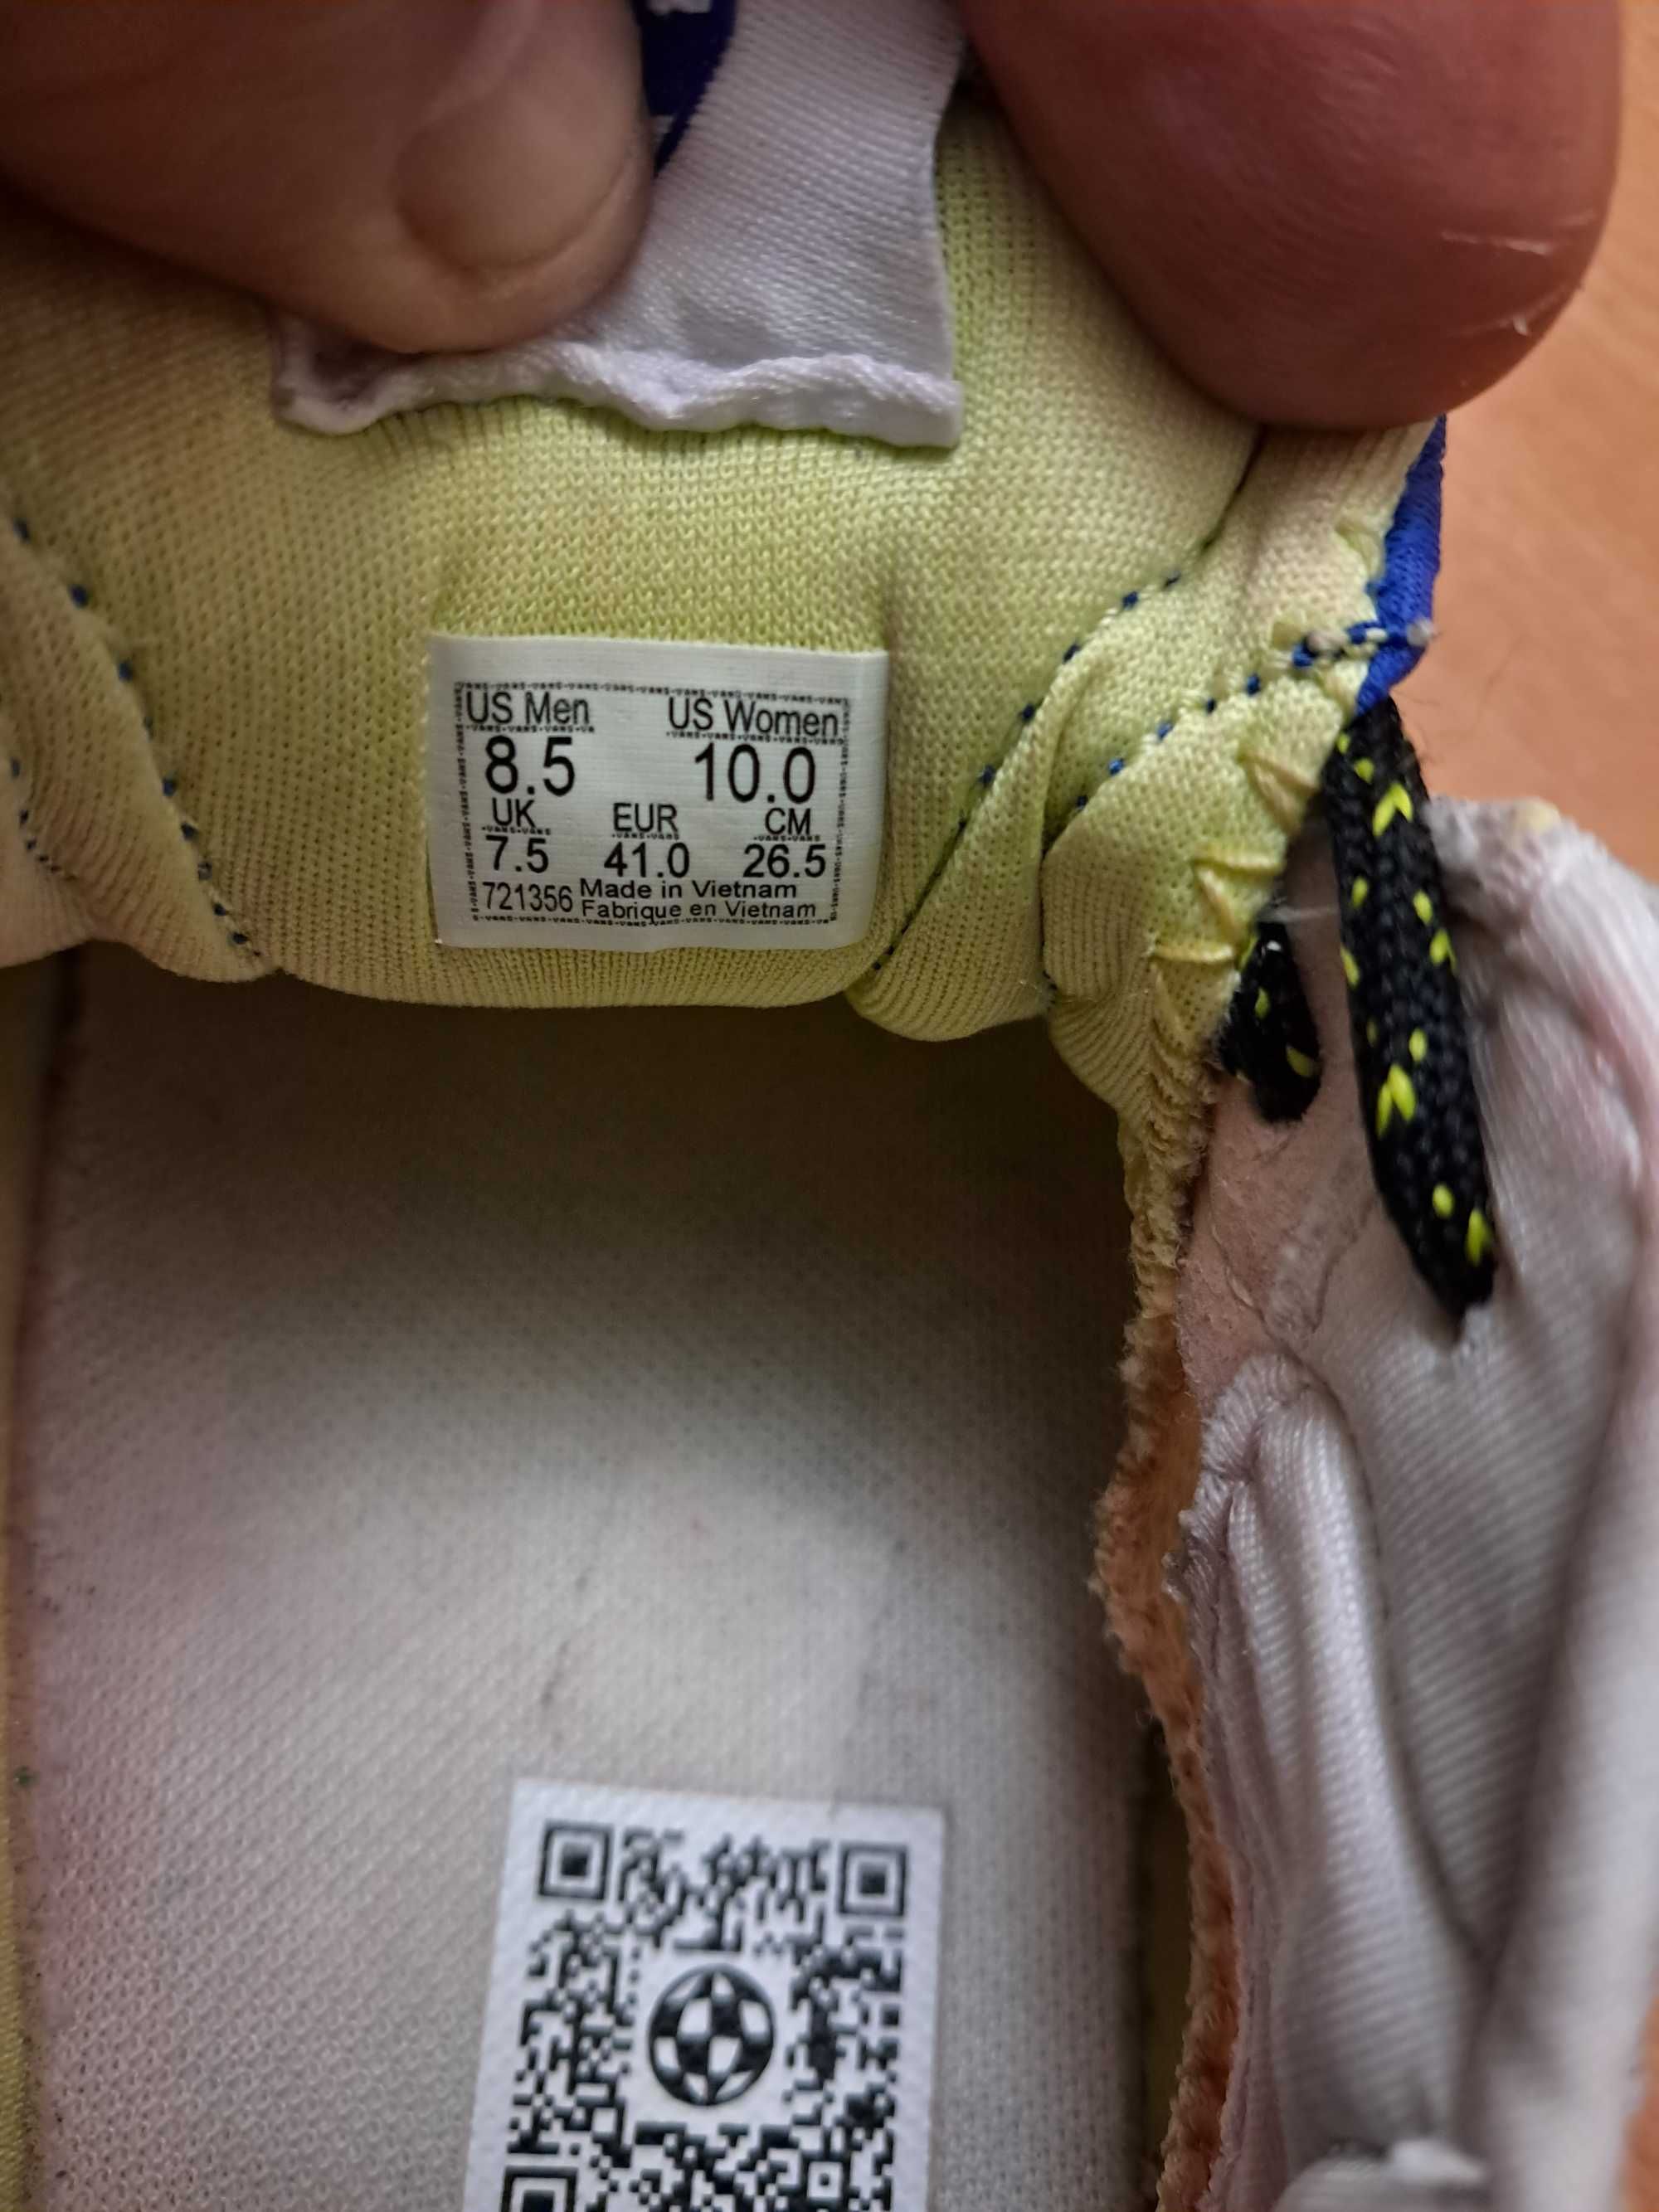 US Men US Women
8.5 10.0
UK EUR CM
7.5 41.0 26.5
721356 Made in Vietnam
Fabrique en Vietnam